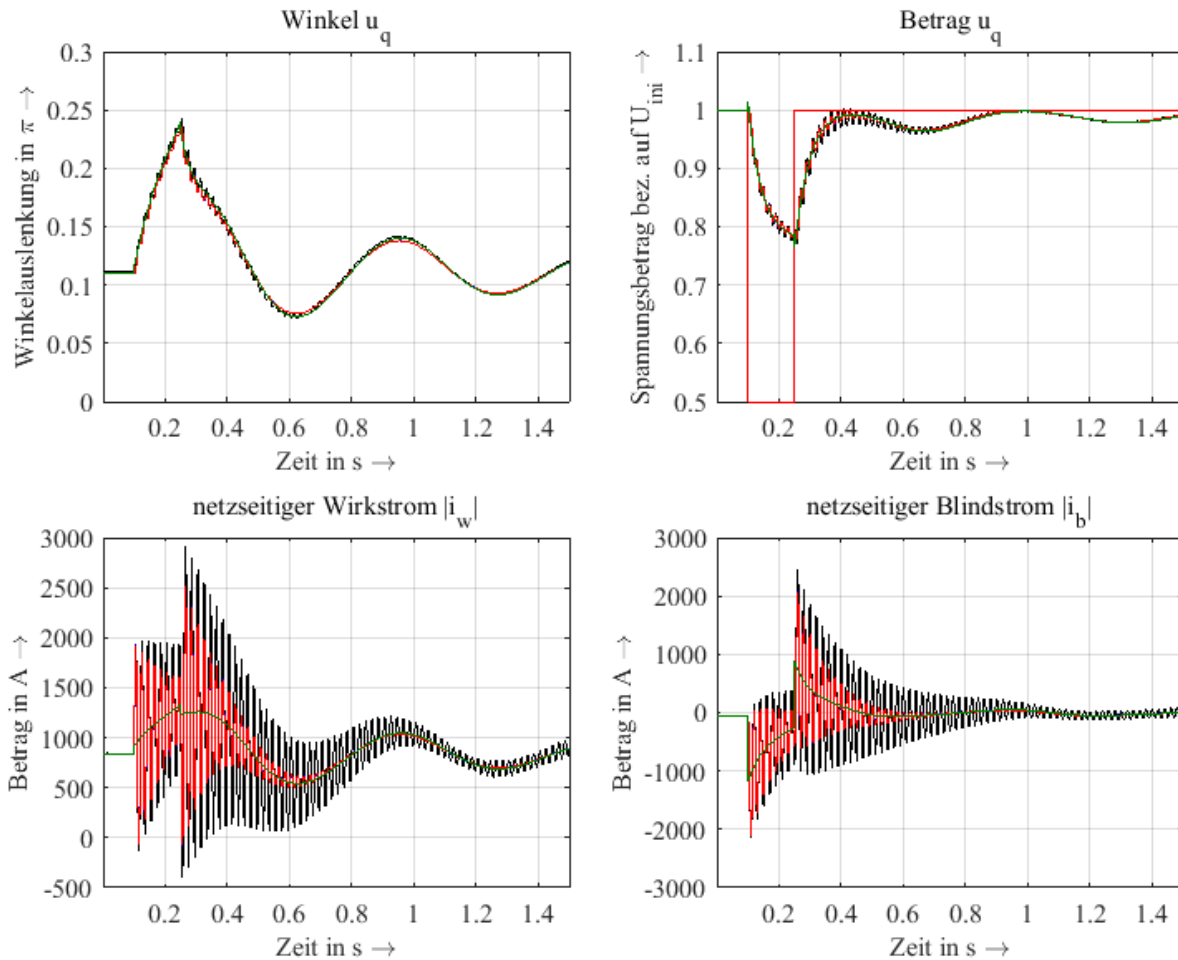 Winkel u_q
Winkelauslenkung in π →
0.3
0.25
0.2
0.15
0.1
0.05
0
0.2 0.4 0.6 0.8 1 1.2 1.4
Zeit in s →
Betrag u_q
Spannungsbetrag bez. auf U_ini →
1.1
1
0.9
0.8
0.7
0.6
0.5
0.2 0.4 0.6 0.8 1 1.2 1.4
Zeit in s →
netzseitiger Wirkstrom |i_w|
Betrag in A →
3000
2500
2000
1500
1000
500
0
-500
0.2 0.4 0.6 0.8 1 1.2 1.4
Zeit in s →
netzseitiger Blindstrom |i_b|
Betrag in A →
3000
2000
1000
0
-1000
-2000
-3000
0.2 0.4 0.6 0.8 1 1.2 1.4
Zeit in s →